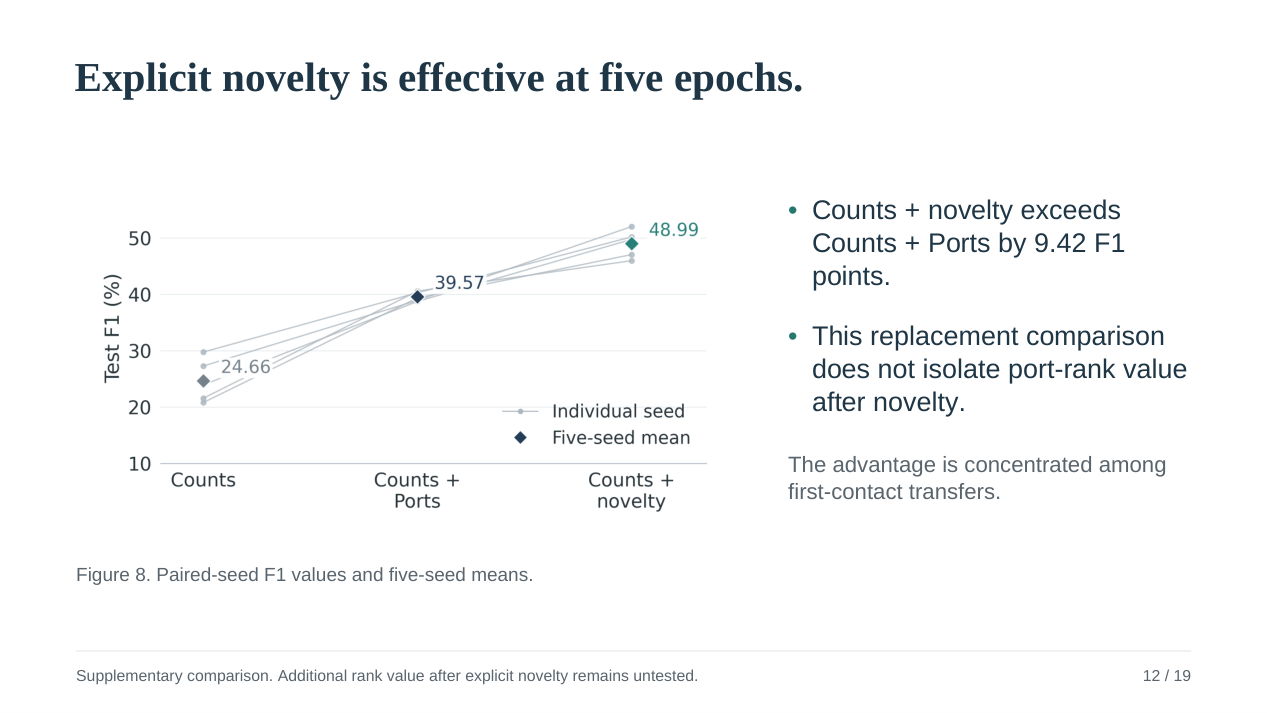 Explicit novelty is effective at five epochs.
50
40
30
20
10
Test F1 (%)
24.66
39.57
48.99
Individual seed
Five-seed mean
Counts
Counts +
Ports
Counts +
novelty
Figure 8. Paired-seed F1 values and five-seed means.
• Counts + novelty exceeds
Counts + Ports by 9.42 F1
points.
• This replacement comparison
does not isolate port-rank value
after novelty.
The advantage is concentrated among
first-contact transfers.
Supplementary comparison. Additional rank value after explicit novelty remains untested.
12 / 19